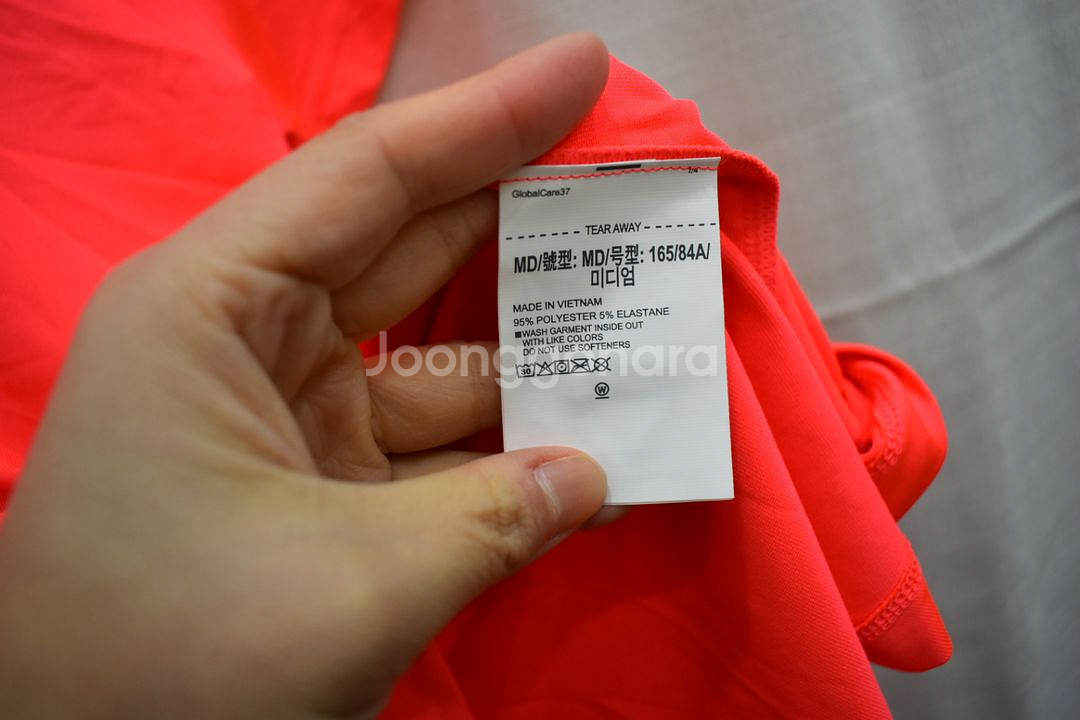 7/4
GlobalCare37
TEAR AWAY
MD/號型: MD/号型: 165/84A/
미디엄
MADE IN VIETNAM
95% POLYESTER 5% ELASTANE
WASH GARMENT INSIDE OUT
WITH LIKE COLORS
DO NOT USE SOFTENERS
30
W
Joonggonara